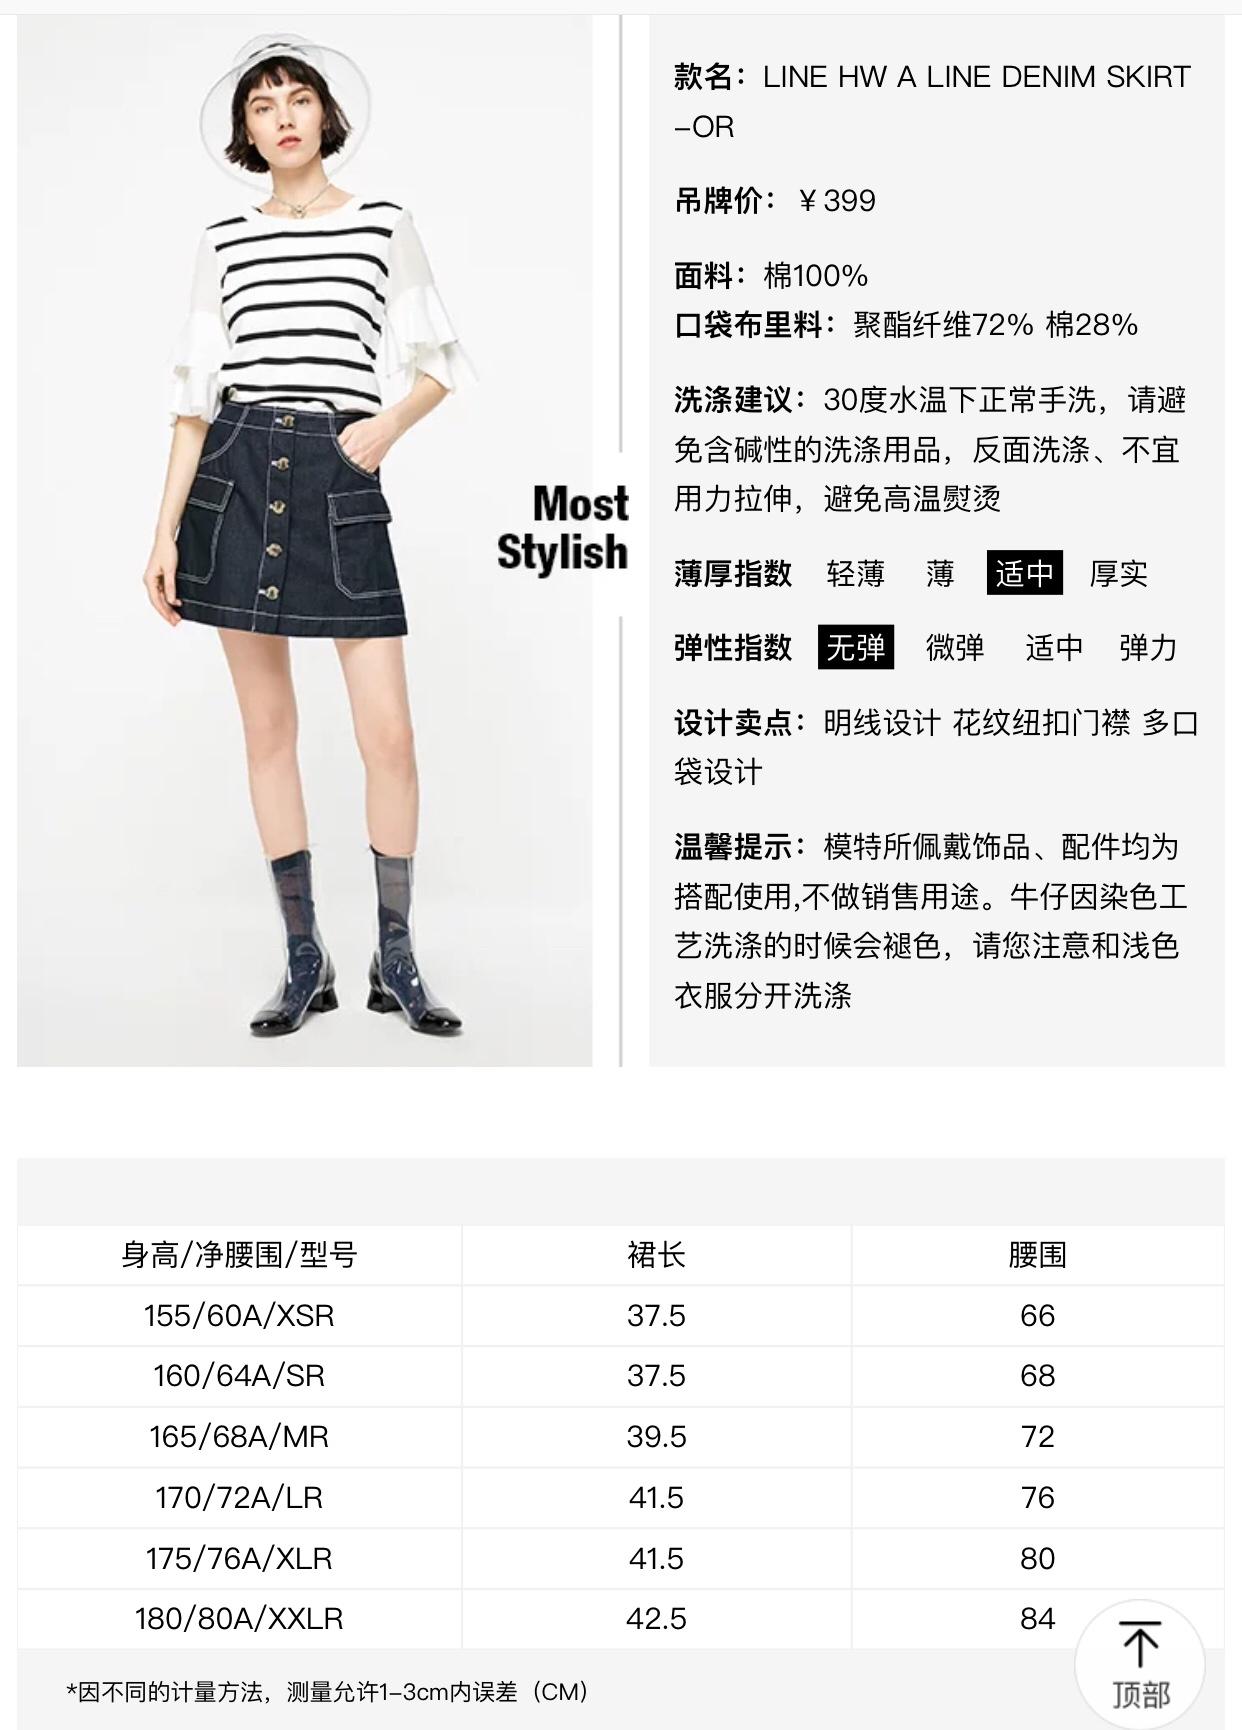 款名：LINE HW A LINE DENIM SKIRT
-OR
吊牌价：￥399
面料：棉100%
口袋布里料：聚酯纤维72% 棉28%
洗涤建议：30度水温下正常手洗，请避
免含碱性的洗涤用品，反面洗涤、不宜
用力拉伸，避免高温熨烫
Most
Stylish
薄厚指数 轻薄 薄 适中 厚实
弹性指数 无弹 微弹 适中 弹力
设计卖点：明线设计 花纹纽扣门襟 多口
袋设计
温馨提示：模特所佩戴饰品、配件均为
搭配使用,不做销售用途。牛仔因染色工
艺洗涤的时候会褪色，请您注意和浅色
衣服分开洗涤
身高/净腰围/型号 裙长 腰围
155/60A/XSR 37.5 66
160/64A/SR 37.5 68
165/68A/MR 39.5 72
170/72A/LR 41.5 76
175/76A/XLR 41.5 80
180/80A/XXLR 42.5 84
*因不同的计量方法，测量允许1-3cm内误差（CM）
顶部